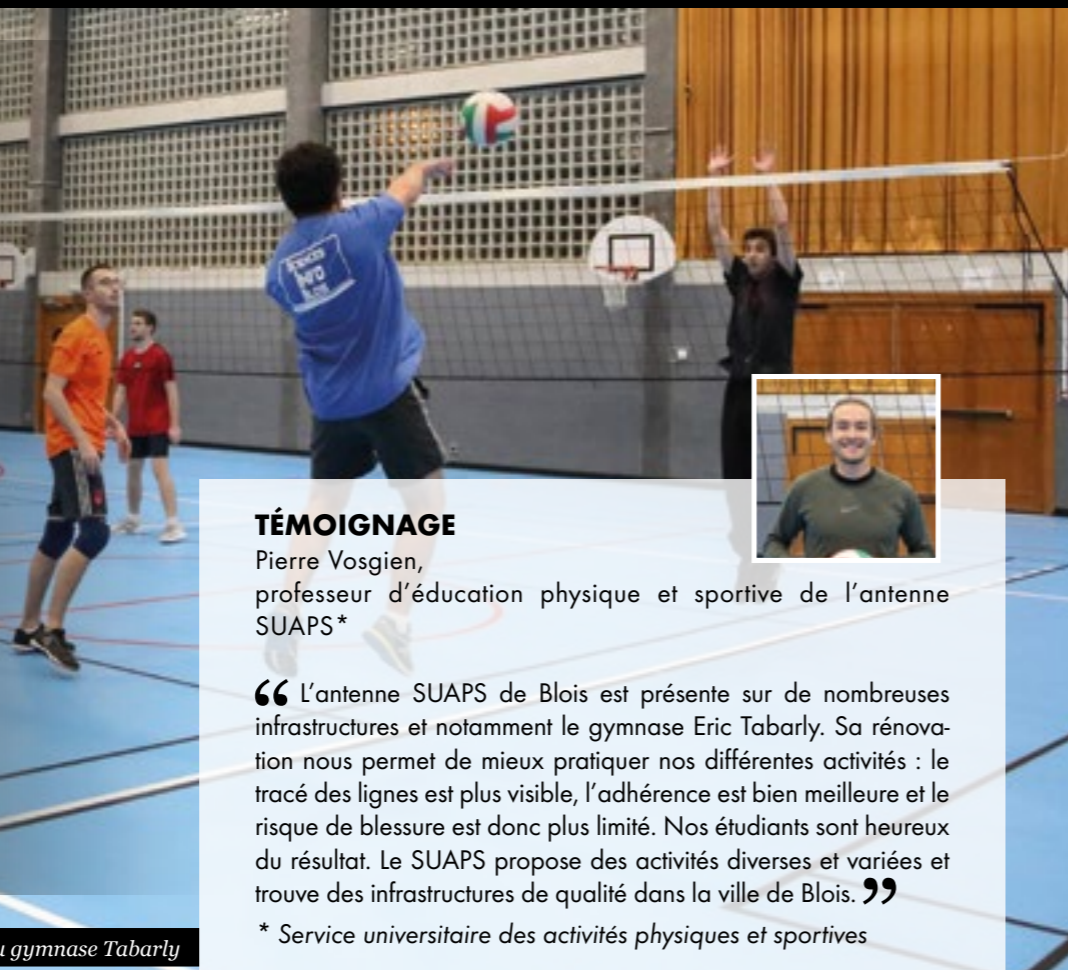 TÉMOIGNAGE
Pierre Vosgien,
professeur d’éducation physique et sportive de l’antenne
SUAPS*
“ L’antenne SUAPS de Blois est présente sur de nombreuses
infrastructures et notamment le gymnase Eric Tabarly. Sa rénova-
tion nous permet de mieux pratiquer nos différentes activités : le
tracé des lignes est plus visible, l’adhérence est bien meilleure et le
risque de blessure est donc plus limité. Nos étudiants sont heureux
du résultat. Le SUAPS propose des activités diverses et variées et
trouve des infrastructures de qualité dans la ville de Blois. ”
* Service universitaire des activités physiques et sportives
gymnase Tabarly